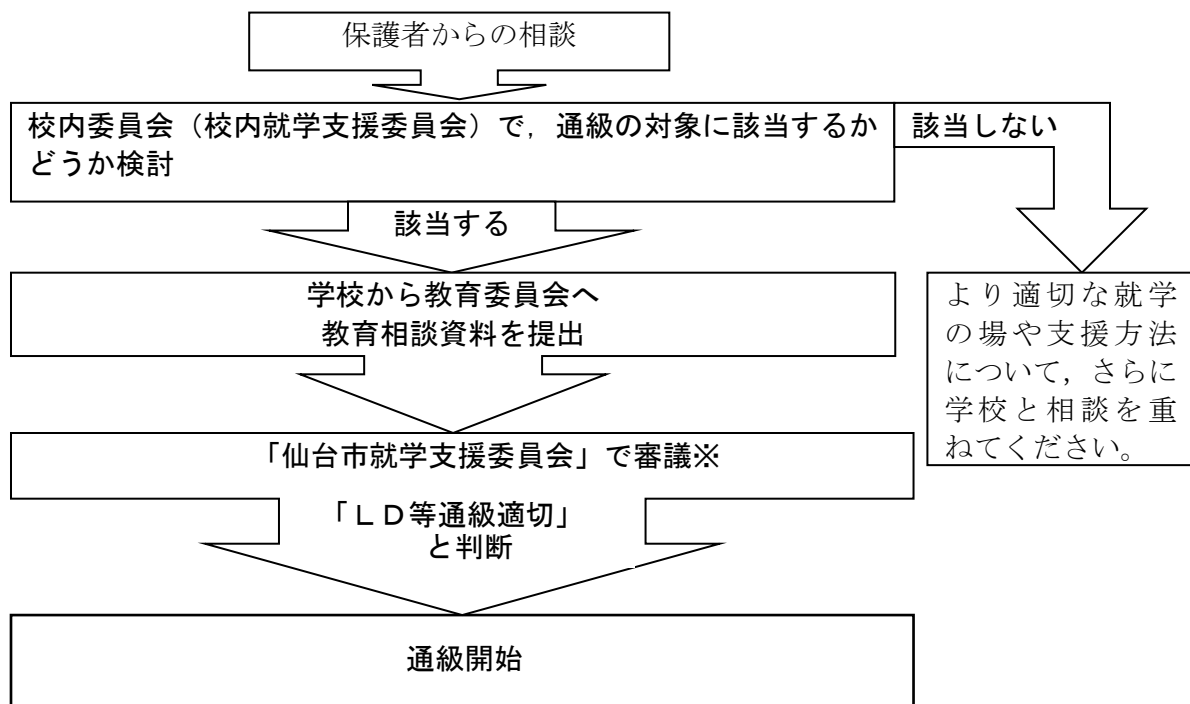 保護者からの相談
校内委員会（校内就学支援委員会）で，通級の対象に該当するか
どうか検討
該当しない
該当する
学校から教育委員会へ
教育相談資料を提出
より適切な就学
の場や支援方法
について，さらに
学校と相談を重
ねてください。
「仙台市就学支援委員会」で審議※
「ＬＤ等通級適切」
と判断
通級開始